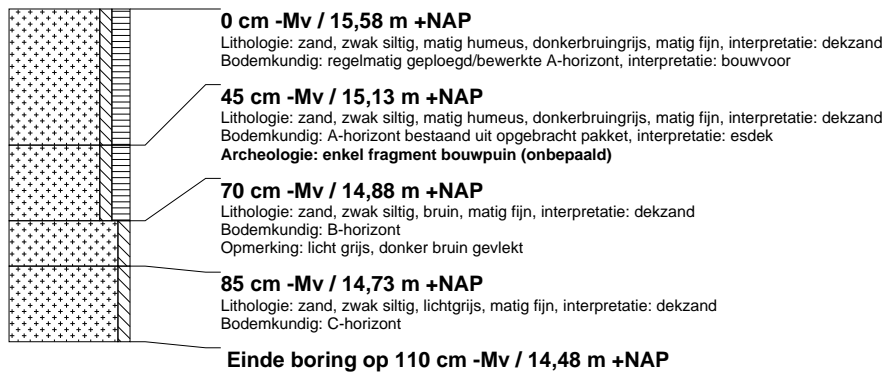 0 cm -Mv / 15,58 m +NAP
Lithologie: zand, zwak siltig, matig humeus, donkerbruingrijs, matig fijn, interpretatie: dekzand
Bodemkundig: regelmatig geploegd/bewerkte A-horizont, interpretatie: bouwvoor
45 cm -Mv / 15,13 m +NAP
Lithologie: zand, zwak siltig, matig humeus, donkerbruingrijs, matig fijn, interpretatie: dekzand
Bodemkundig: A-horizont bestaand uit opgebracht pakket, interpretatie: esdek
Archeologie: enkel fragment bouwpuin (onbepaald)
70 cm -Mv / 14,88 m +NAP
Lithologie: zand, zwak siltig, bruin, matig fijn, interpretatie: dekzand
Bodemkundig: B-horizont
Opmerking: licht grijs, donker bruin gevlekt
85 cm -Mv / 14,73 m +NAP
Lithologie: zand, zwak siltig, lichtgrijs, matig fijn, interpretatie: dekzand
Bodemkundig: C-horizont
Einde boring op 110 cm -Mv / 14,48 m +NAP